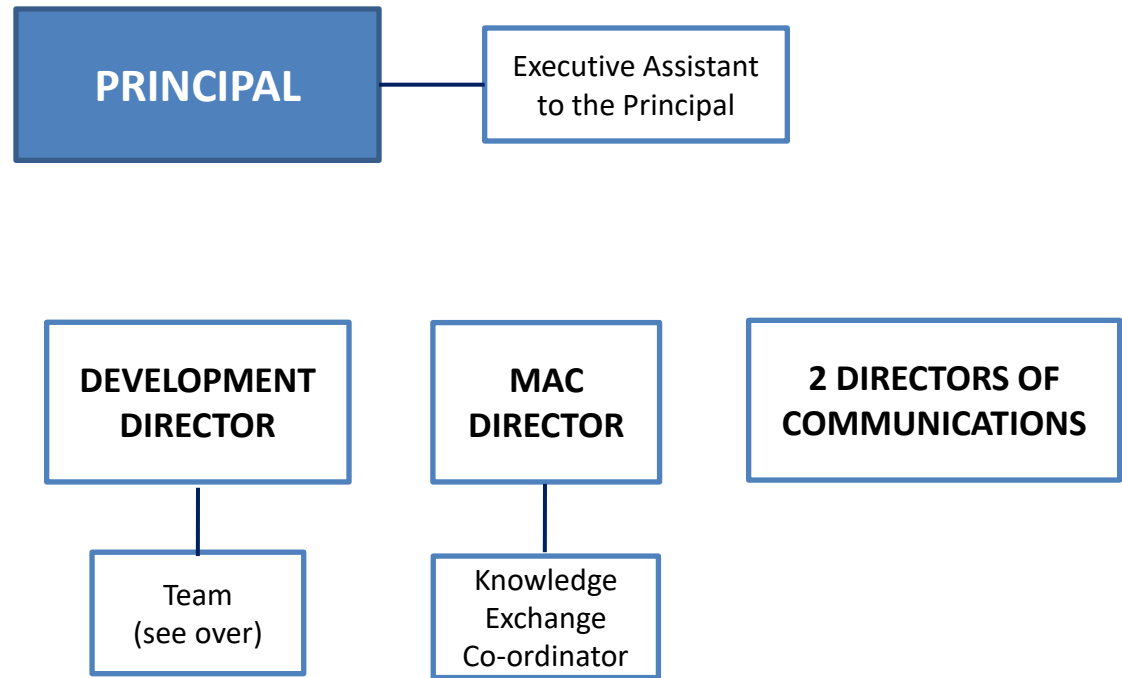 PRINCIPAL
Executive Assistant
to the Principal
DEVELOPMENT
DIRECTOR
MAC
DIRECTOR
2 DIRECTORS OF
COMMUNICATIONS
Team
(see over)
Knowledge
Exchange
Co-ordinator